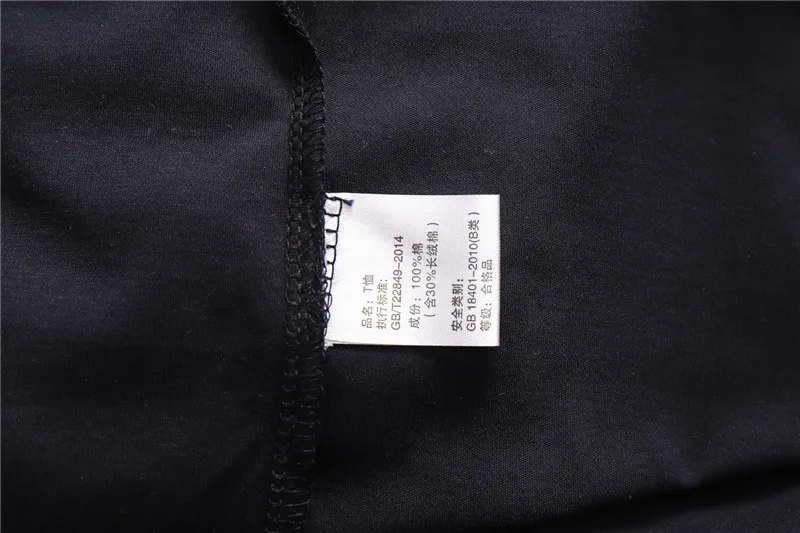 品名：T恤
执行标准：
GB/T22849-2014
成份：100%棉
（含30%长绒棉）
安全类别：
GB 18401-2010(B类)
等级：合格品